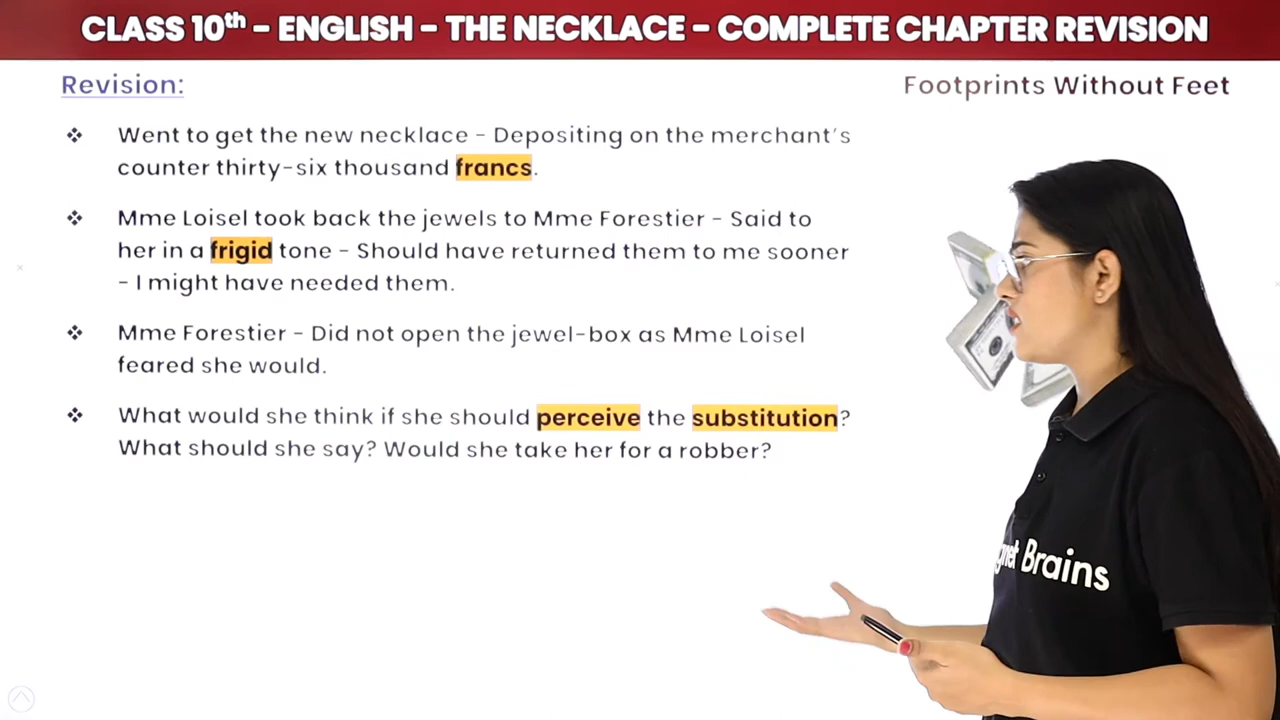 CLASS 10th - ENGLISH - THE NECKLACE - COMPLETE CHAPTER REVISION
Revision:
Footprints Without Feet
❖ Went to get the new necklace - Depositing on the merchant's
counter thirty-six thousand francs.
❖ Mme Loisel took back the jewels to Mme Forestier - Said to
her in a frigid tone - Should have returned them to me sooner
- I might have needed them.
❖ Mme Forestier - Did not open the jewel-box as Mme Loisel
feared she would.
❖ What would she think if she should perceive the substitution?
What should she say? Would she take her for a robber?
Brains